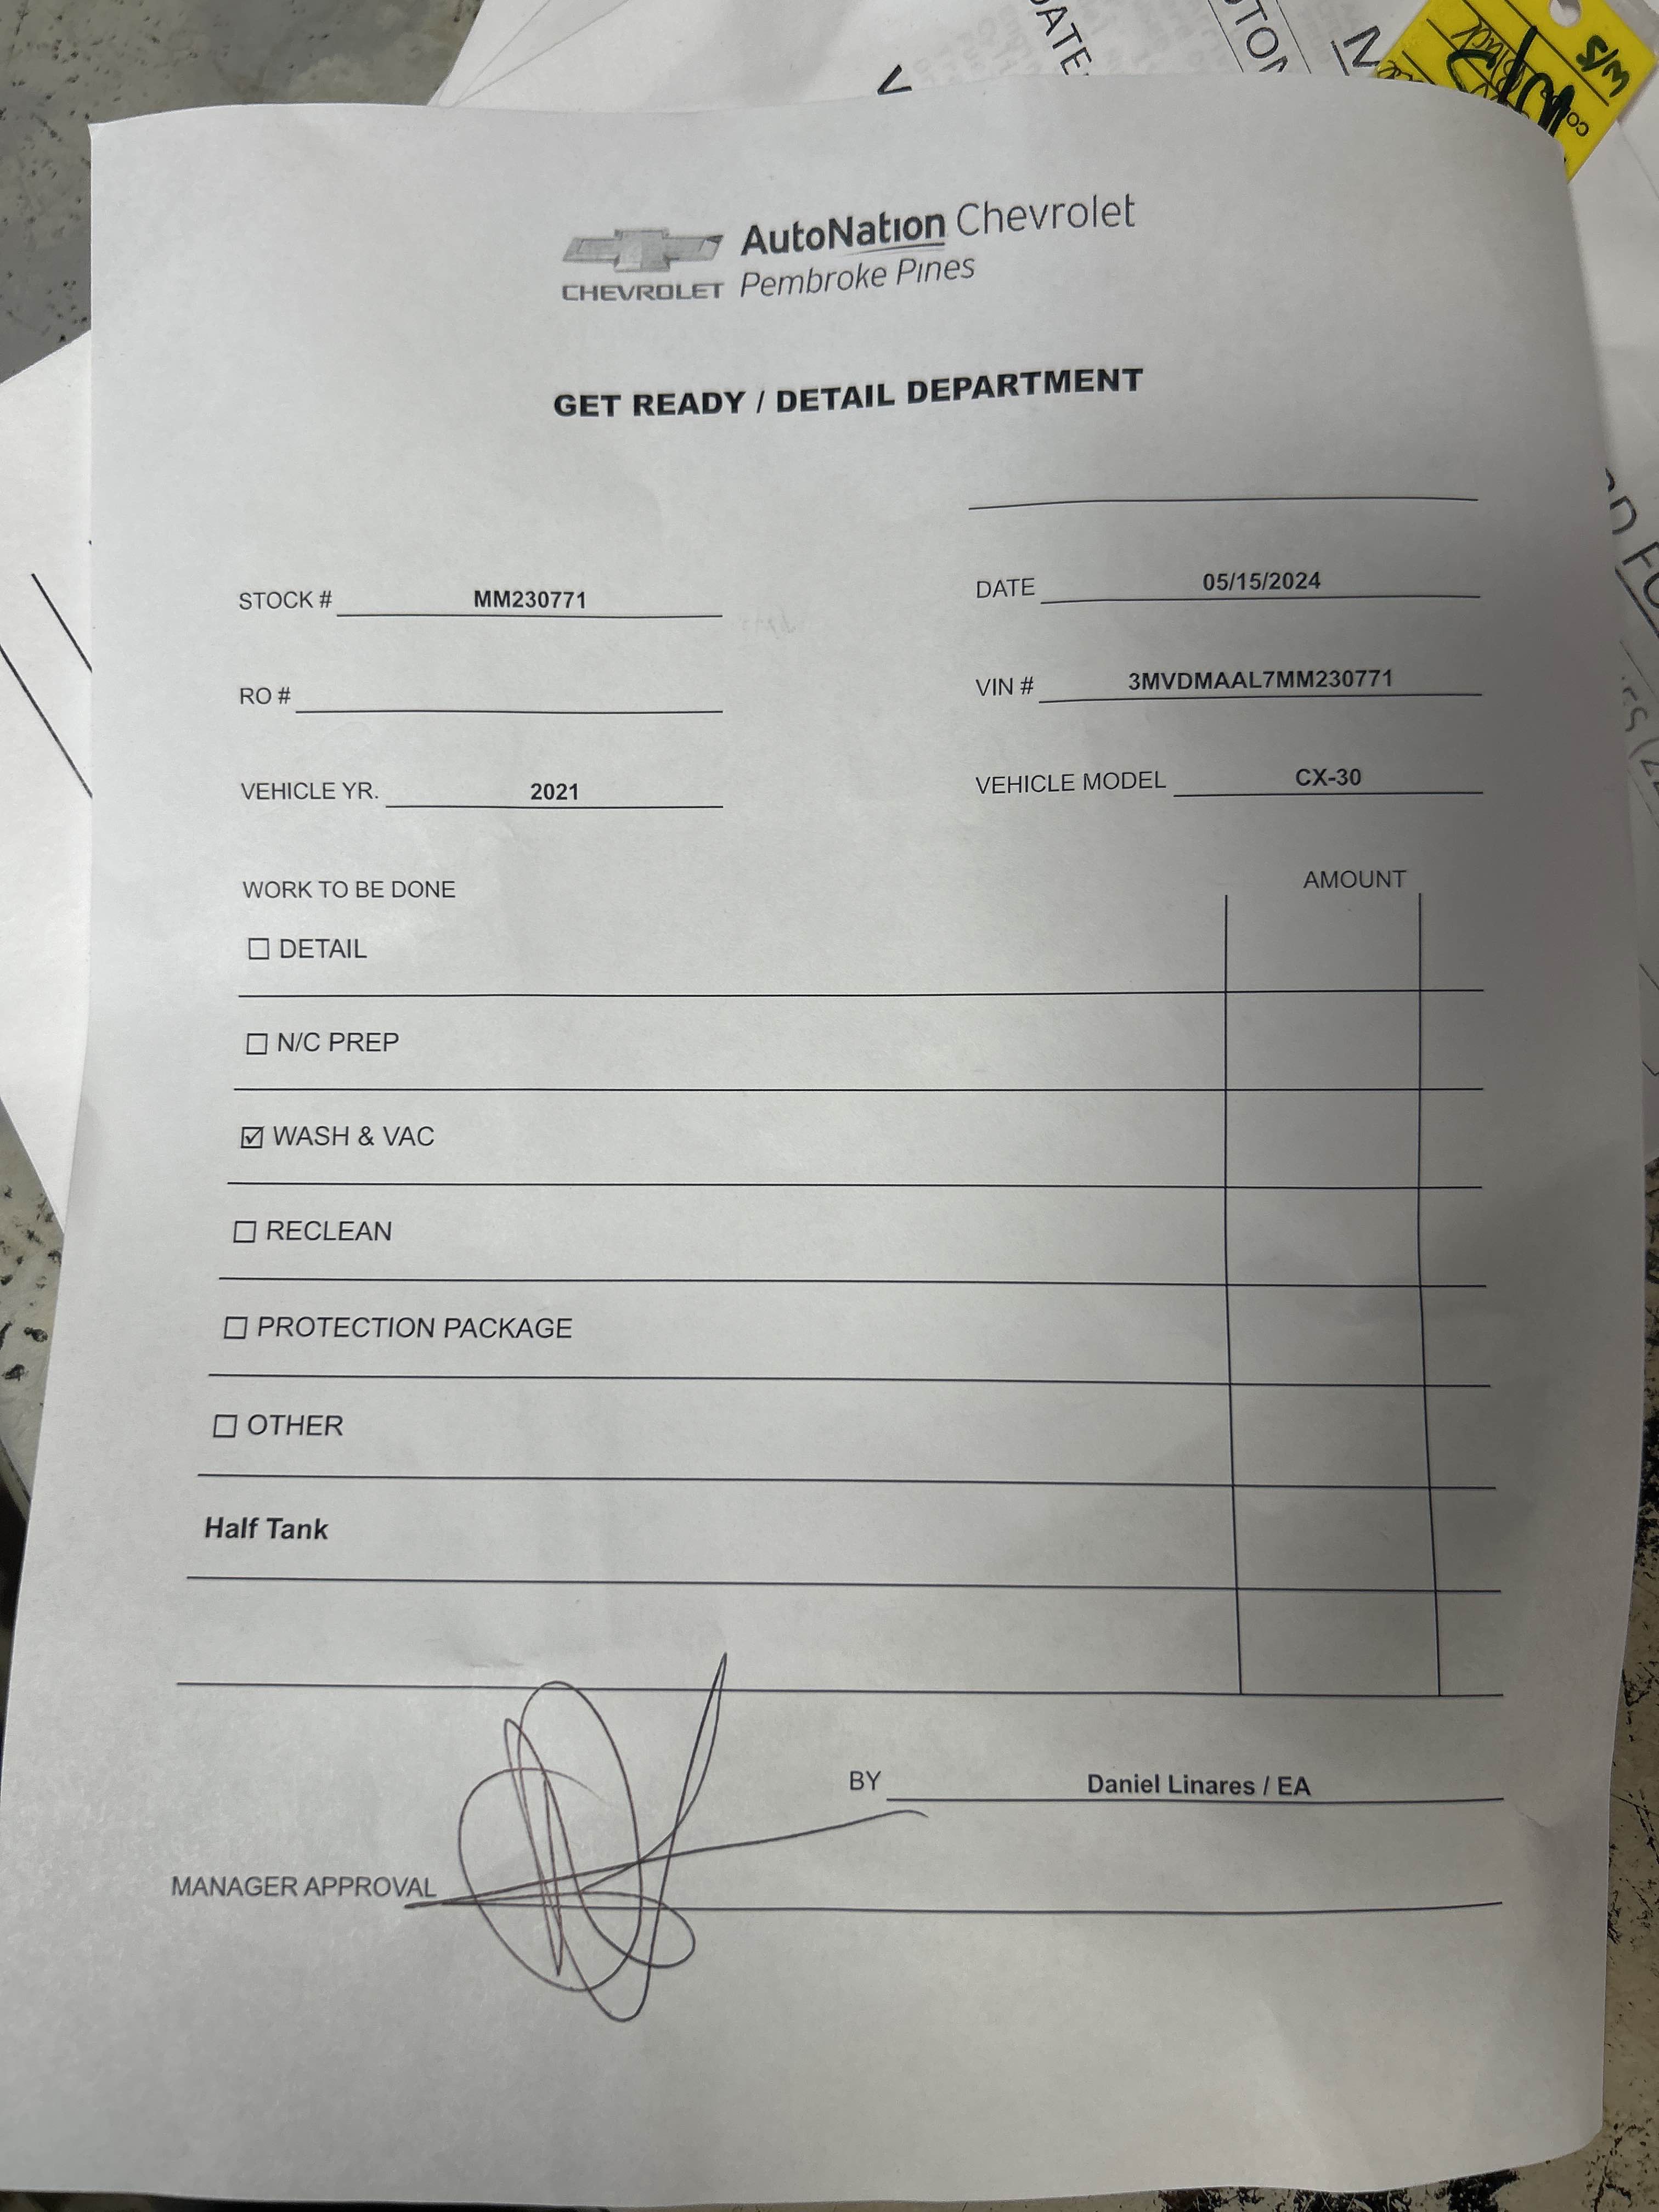 AutoNation Chevrolet
CHEVROLET Pembroke Pines
GET READY / DETAIL DEPARTMENT
STOCK # MM230771
DATE 05/15/2024
RO #
VIN # 3MVDMAAL7MM230771
VEHICLE YR. 2021
VEHICLE MODEL CX-30
WORK TO BE DONE
AMOUNT
☐ DETAIL
☐ N/C PREP
☑ WASH & VAC
☐ RECLEAN
☐ PROTECTION PACKAGE
☐ OTHER
Half Tank
BY Daniel Linares / EA
MANAGER APPROVAL